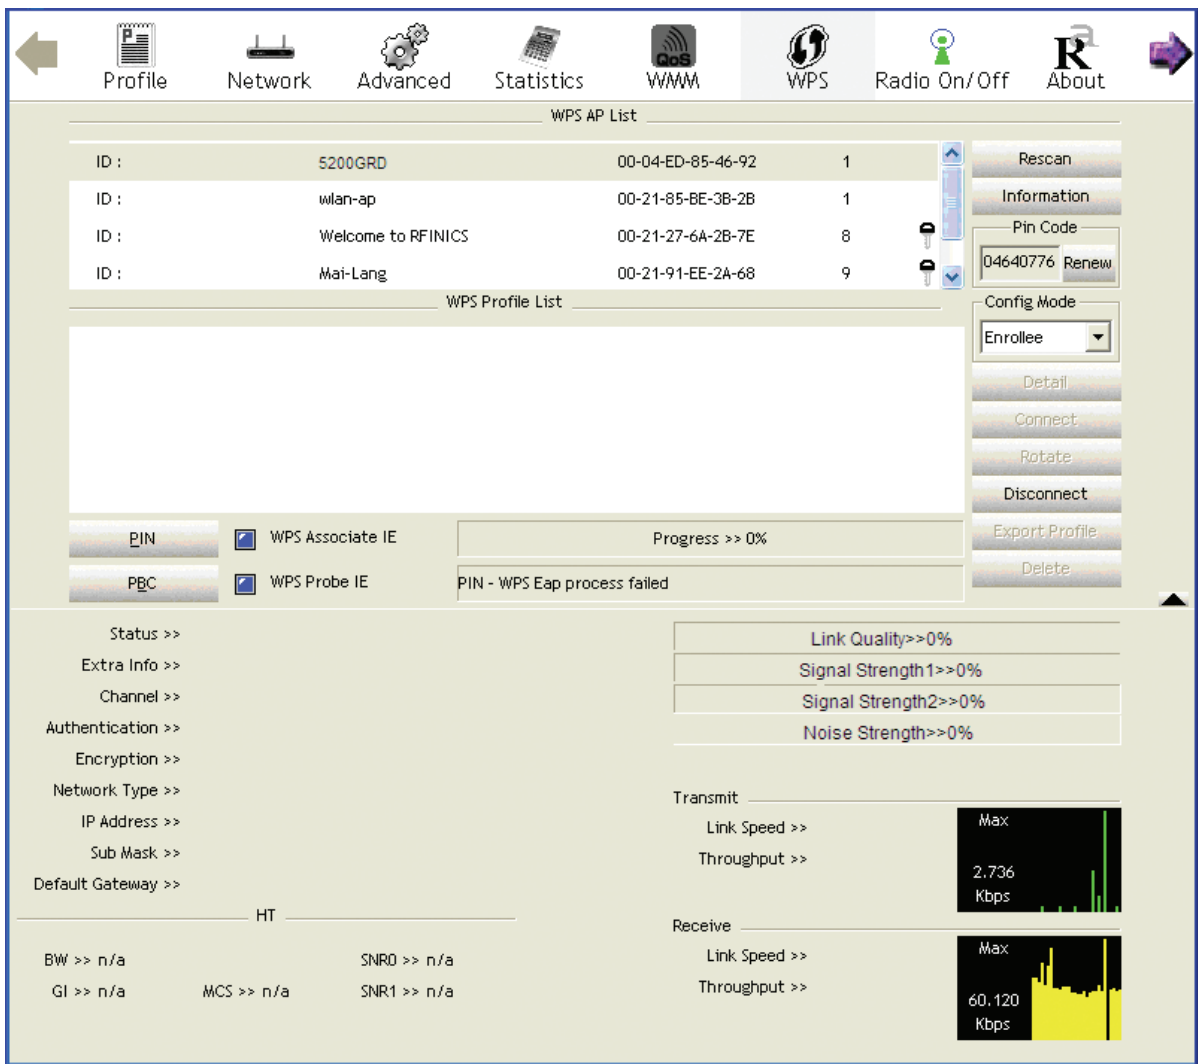 Profile Network Advanced Statistics QoS WMM WPS Radio On/Off About
WPS AP List
ID : 5200GRD 00-04-ED-85-46-92 1
ID : wlan-ap 00-21-85-BE-3B-2B 1
ID : Welcome to RFINICS 00-21-27-6A-2B-7E 8
ID : Mai-Lang 00-21-91-EE-2A-68 9
Rescan
Information
Pin Code
04640776 Renew
Config Mode
Enrollee
Detail
Connect
Rotate
Disconnect
Export Profile
Delete
WPS Profile List
PIN WPS Associate IE Progress >> 0%
PBC WPS Probe IE PIN - WPS Eap process failed
Status >>
Extra Info >>
Channel >>
Authentication >>
Encryption >>
Network Type >>
IP Address >>
Sub Mask >>
Default Gateway >>
HT
BW >> n/a SNR0 >> n/a
GI >> n/a MCS >> n/a SNR1 >> n/a
Link Quality>>0%
Signal Strength1>>0%
Signal Strength2>>0%
Noise Strength>>0%
Transmit
Link Speed >>
Throughput >>
Max
2.736
Kbps
Receive
Link Speed >>
Throughput >>
Max
60.120
Kbps